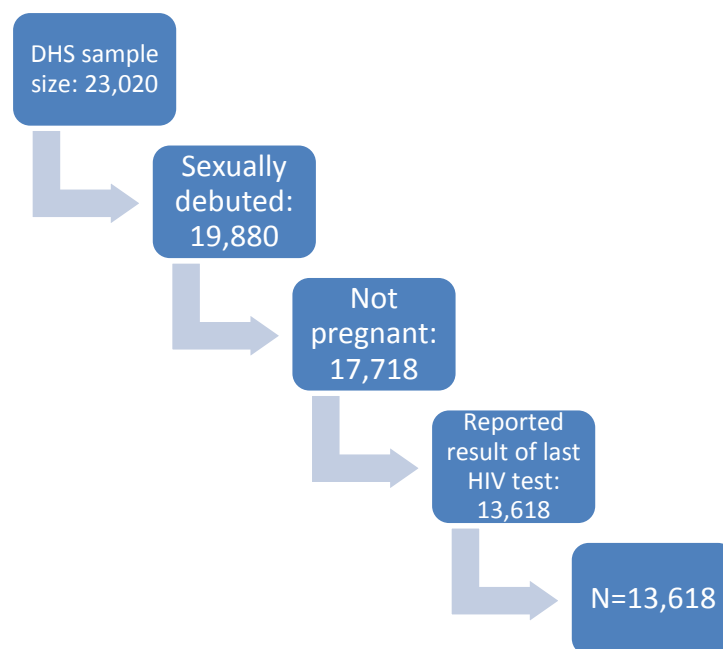 DHS sample
size: 23,020
Sexually
debuted:
19,880
Not
pregnant:
17,718
Reported
result of last
HIV test:
13,618
N=13,618